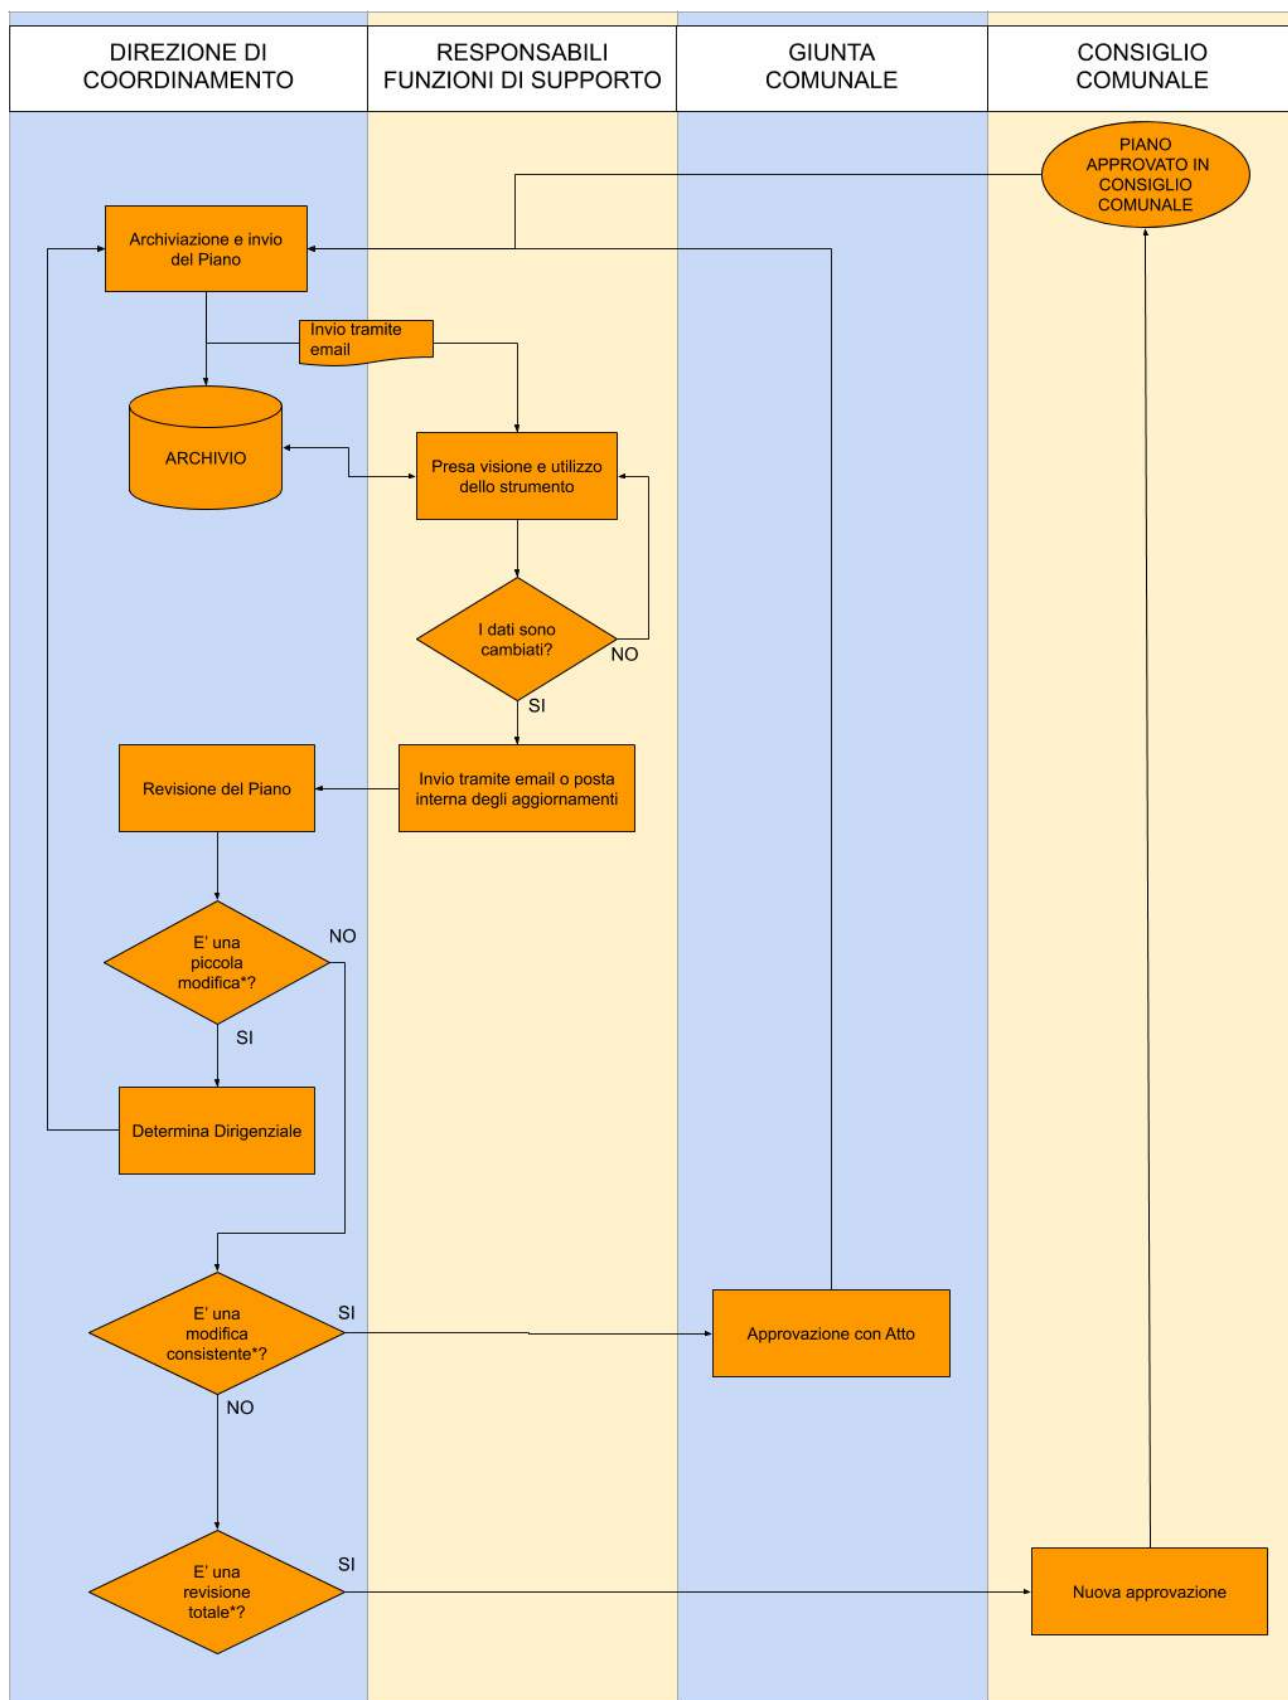 DIREZIONE DI
COORDINAMENTO
RESPONSABILI
FUNZIONI DI SUPPORTO
GIUNTA
COMUNALE
CONSIGLIO
COMUNALE
PIANO
APPROVATO IN
CONSIGLIO
COMUNALE
Archiviazione e invio
del Piano
Invio tramite
email
ARCHIVIO
Presa visione e utilizzo
dello strumento
I dati sono
cambiati?
NO
SI
Revisione del Piano
Invio tramite email o posta
interna degli aggiornamenti
E' una
piccola
modifica*?
NO
SI
Determina Dirigenziale
E' una
modifica
consistente*?
SI
NO
Approvazione con Atto
E' una
revisione
totale*?
SI
Nuova approvazione